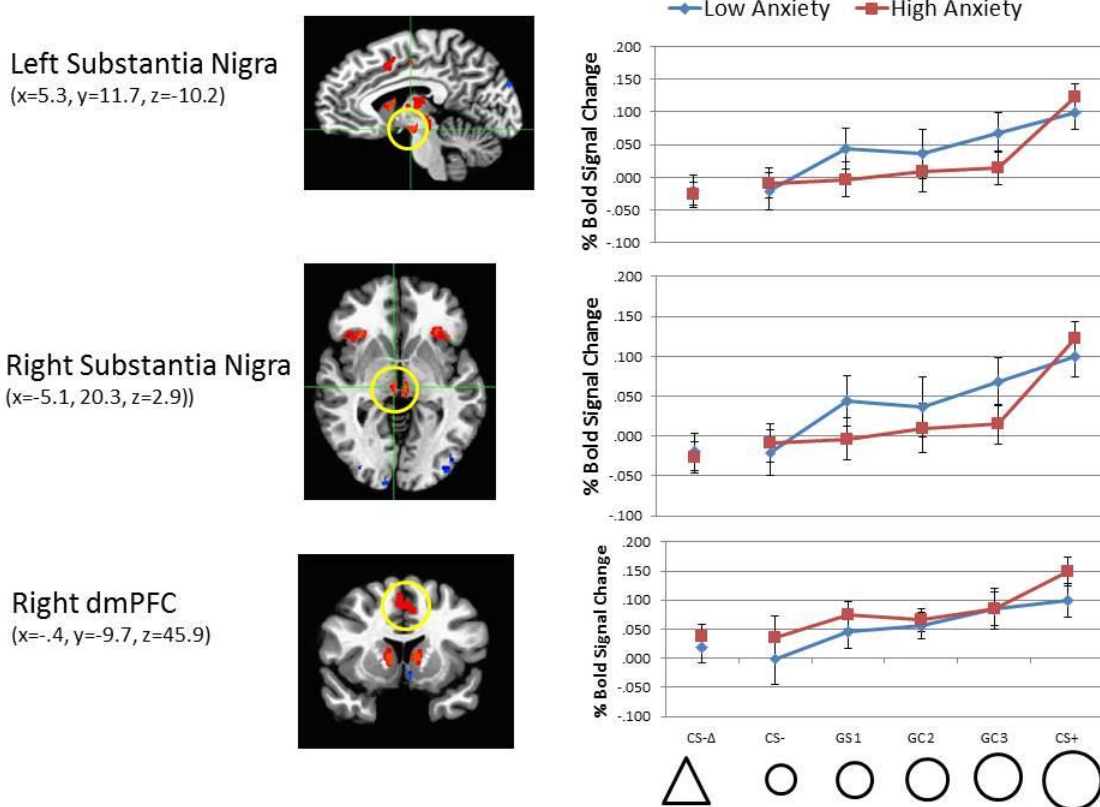 Low Anxiety High Anxiety
Left Substantia Nigra
(x=5.3, y=11.7, z=-10.2)
% Bold Signal Change
.200
.150
.100
.050
.000
-.050
-.100
Right Substantia Nigra
(x=-5.1, 20.3, z=2.9))
% Bold Signal Change
.200
.150
.100
.050
.000
-.050
-.100
Right dmPFC
(x=-.4, y=-9.7, z=45.9)
% Bold Signal Change
.200
.150
.100
.050
.000
-.050
-.100
CS-Δ CS- GS1 GC2 GC3 CS+